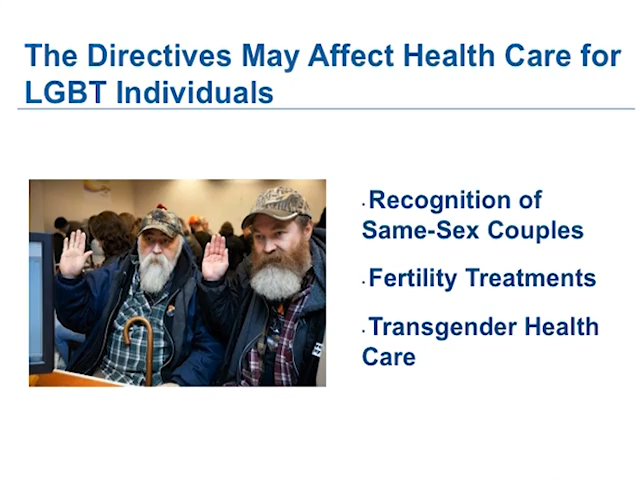 The Directives May Affect Health Care for
LGBT Individuals
· Recognition of
Same-Sex Couples
· Fertility Treatments
· Transgender Health
Care